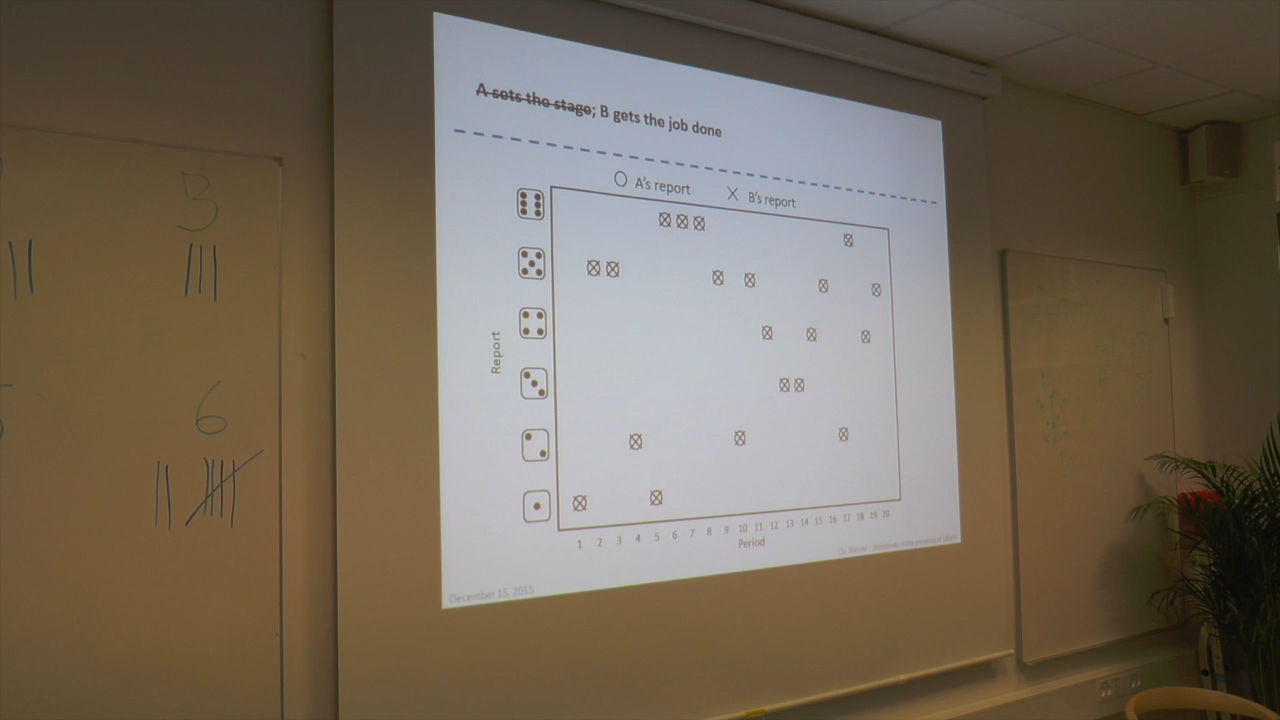 A sets the stage; B gets the job done
A's report
B's report
Report
1 2 3 4 5 6 7 8 9 10 11 12 13 14 15 16 17 18 19 20
Period
December 15, 2015
3
6